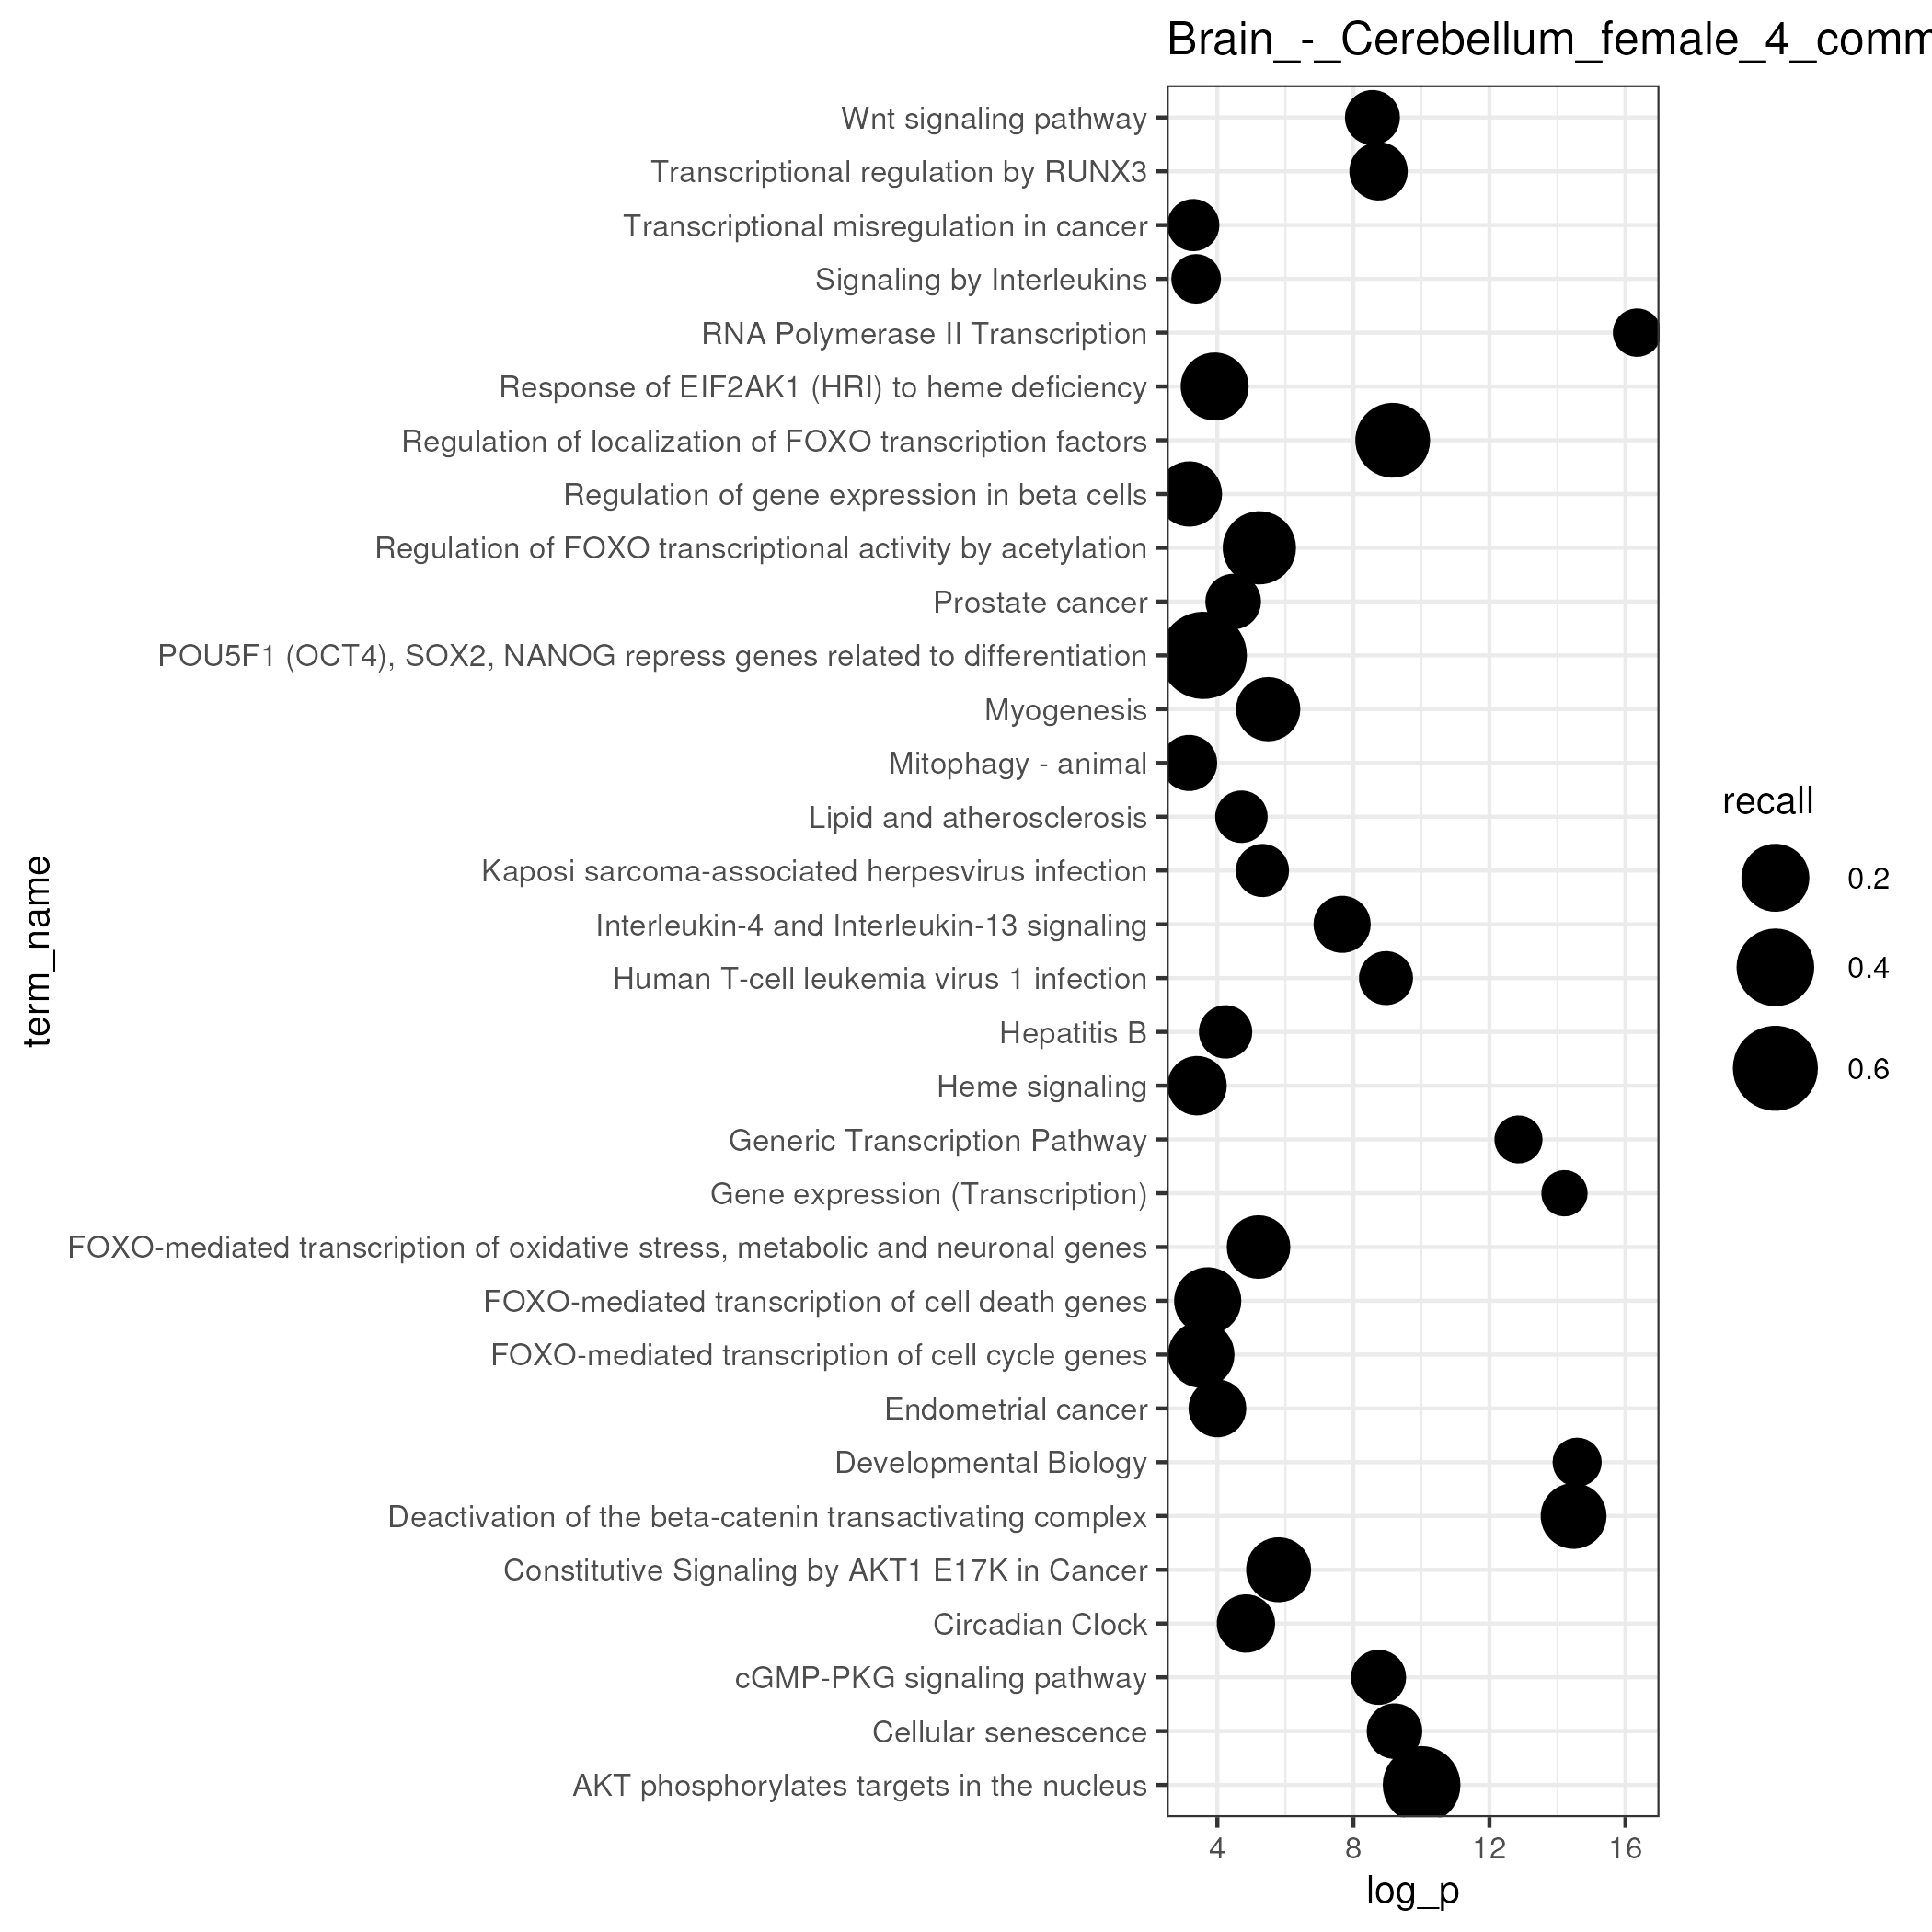 Brain_-_Cerebellum_female_4_comm
Wnt signaling pathway
Transcriptional regulation by RUNX3
Transcriptional misregulation in cancer
Signaling by Interleukins
RNA Polymerase II Transcription
Response of EIF2AK1 (HRI) to heme deficiency
Regulation of localization of FOXO transcription factors
Regulation of gene expression in beta cells
Regulation of FOXO transcriptional activity by acetylation
Prostate cancer
POU5F1 (OCT4), SOX2, NANOG repress genes related to differentiation
Myogenesis
Mitophagy - animal
Lipid and atherosclerosis
Kaposi sarcoma-associated herpesvirus infection
Interleukin-4 and Interleukin-13 signaling
Human T-cell leukemia virus 1 infection
Hepatitis B
Heme signaling
Generic Transcription Pathway
Gene expression (Transcription)
FOXO-mediated transcription of oxidative stress, metabolic and neuronal genes
FOXO-mediated transcription of cell death genes
FOXO-mediated transcription of cell cycle genes
Endometrial cancer
Developmental Biology
Deactivation of the beta-catenin transactivating complex
Constitutive Signaling by AKT1 E17K in Cancer
Circadian Clock
cGMP-PKG signaling pathway
Cellular senescence
AKT phosphorylates targets in the nucleus
term_name
4 8 12 16
log_p
recall
0.2
0.4
0.6